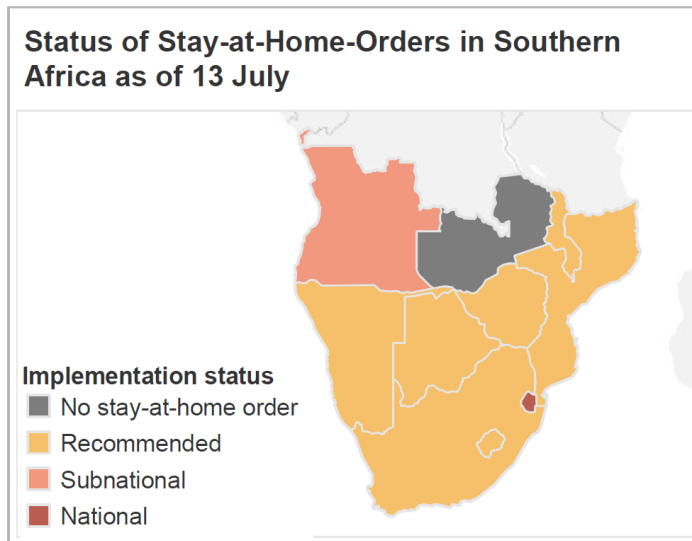 Status of Stay-at-Home-Orders in Southern
Africa as of 13 July
Implementation status
No stay-at-home order
Recommended
Subnational
National